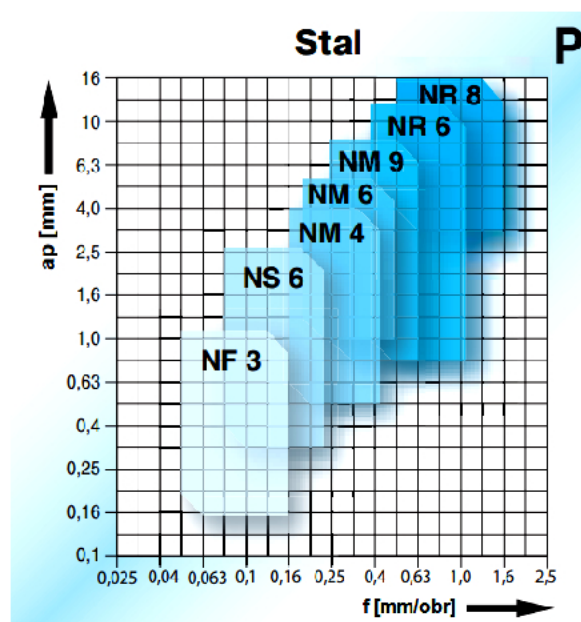 Stal P
16
NR 8
10
NR 6
6,3
NM 9
NM 6
4,0
NM 4
2,5
NS 6
1,6
1,0
NF 3
0,63
0,4
0,25
0,16
0,1
ap [mm]
0,025 0,04 0,063 0,1 0,16 0,25 0,4 0,63 1,0 1,6 2,5
f [mm/obr]